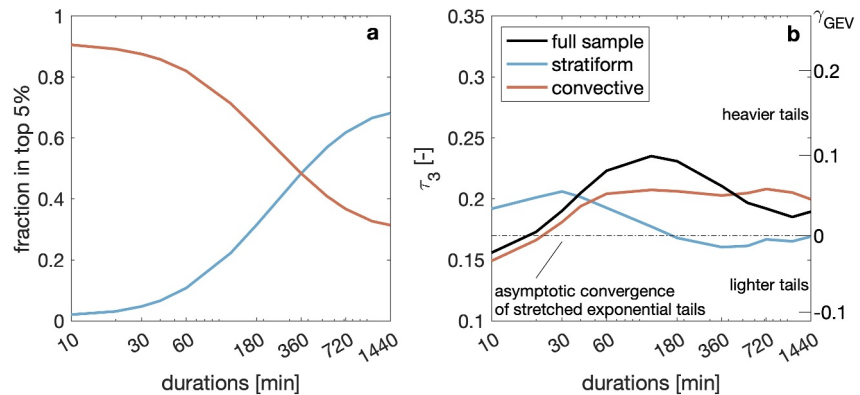 a
fraction in top 5%
1
0.8
0.6
0.4
0.2
0
10
30
60
180
360
720
1440
durations [min]
b
γGEV
τ3 [-]
0.35
0.3
0.25
0.2
0.15
0.1
full sample
stratiform
convective
0.2
heavier tails
0.1
0
lighter tails
-0.1
asymptotic convergence
of stretched exponential tails
10
30
60
180
360
720
1440
durations [min]